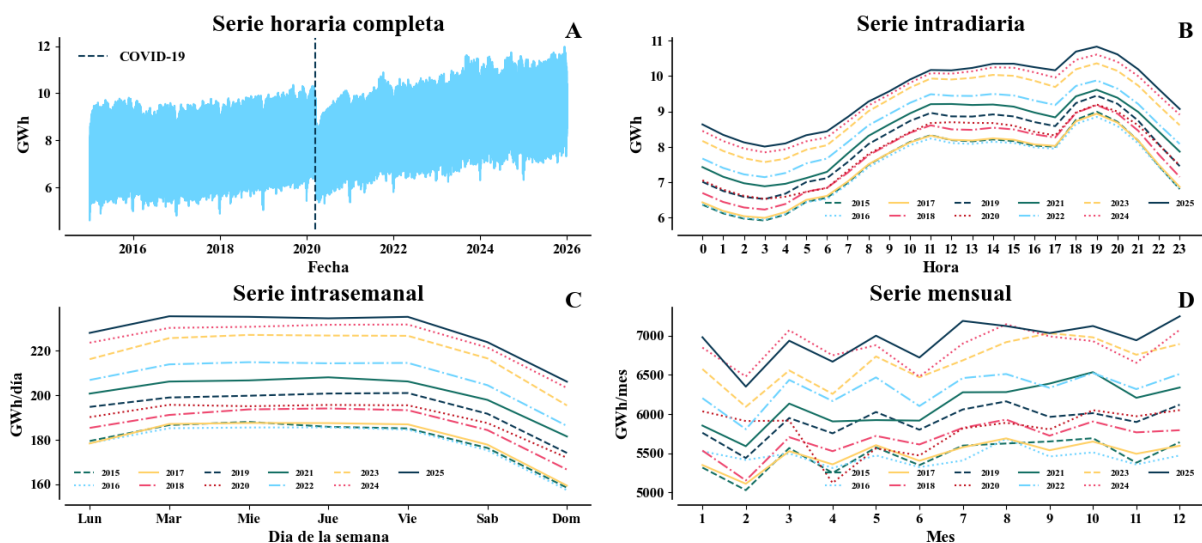 Serie horaria completa
A
GWh
12
10
8
6
COVID-19
2016 2018 2020 2022 2024 2026
Fecha
Serie intradiaria
B
GWh
11
10
9
8
7
6
2015 2017 2019 2021 2023 2025
2016 2018 2020 2022 2024
0 1 2 3 4 5 6 7 8 9 10 11 12 13 14 15 16 17 18 19 20 21 22 23
Hora
Serie intrasemanal
C
GWh/día
220
200
180
160
2015 2017 2019 2021 2023 2025
2016 2018 2020 2022 2024
Lun Mar Mie Jue Vie Sab Dom
Dia de la semana
Serie mensual
D
GWh/mes
7000
6500
6000
5500
5000
2015 2017 2019 2021 2023 2025
2016 2018 2020 2022 2024
1 2 3 4 5 6 7 8 9 10 11 12
Mes